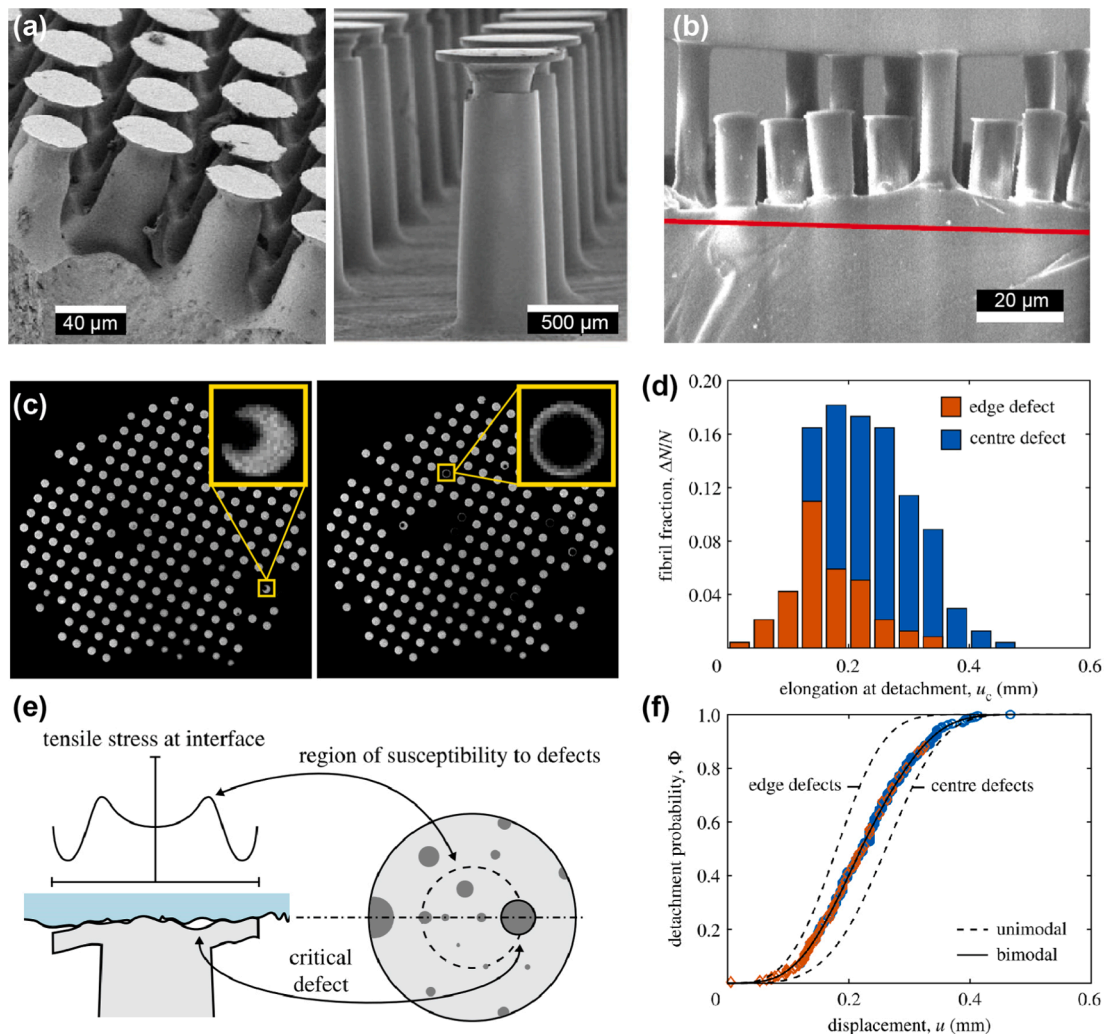 (a)
40 µm
500 µm
(b)
20 µm
(c)
(d)
0.20
0.16
0.12
0.08
0.04
0
0.2
0.4
0.6
fibril fraction, ΔN/N
edge defect
centre defect
elongation at detachment, u_c (mm)
(e)
tensile stress at interface
region of susceptibility to defects
critical
defect
(f)
1.0
0.8
0.6
0.4
0.2
0
0
0.2
0.4
0.6
detachment probability, Φ
edge defects
centre defects
unimodal
bimodal
displacement, u (mm)